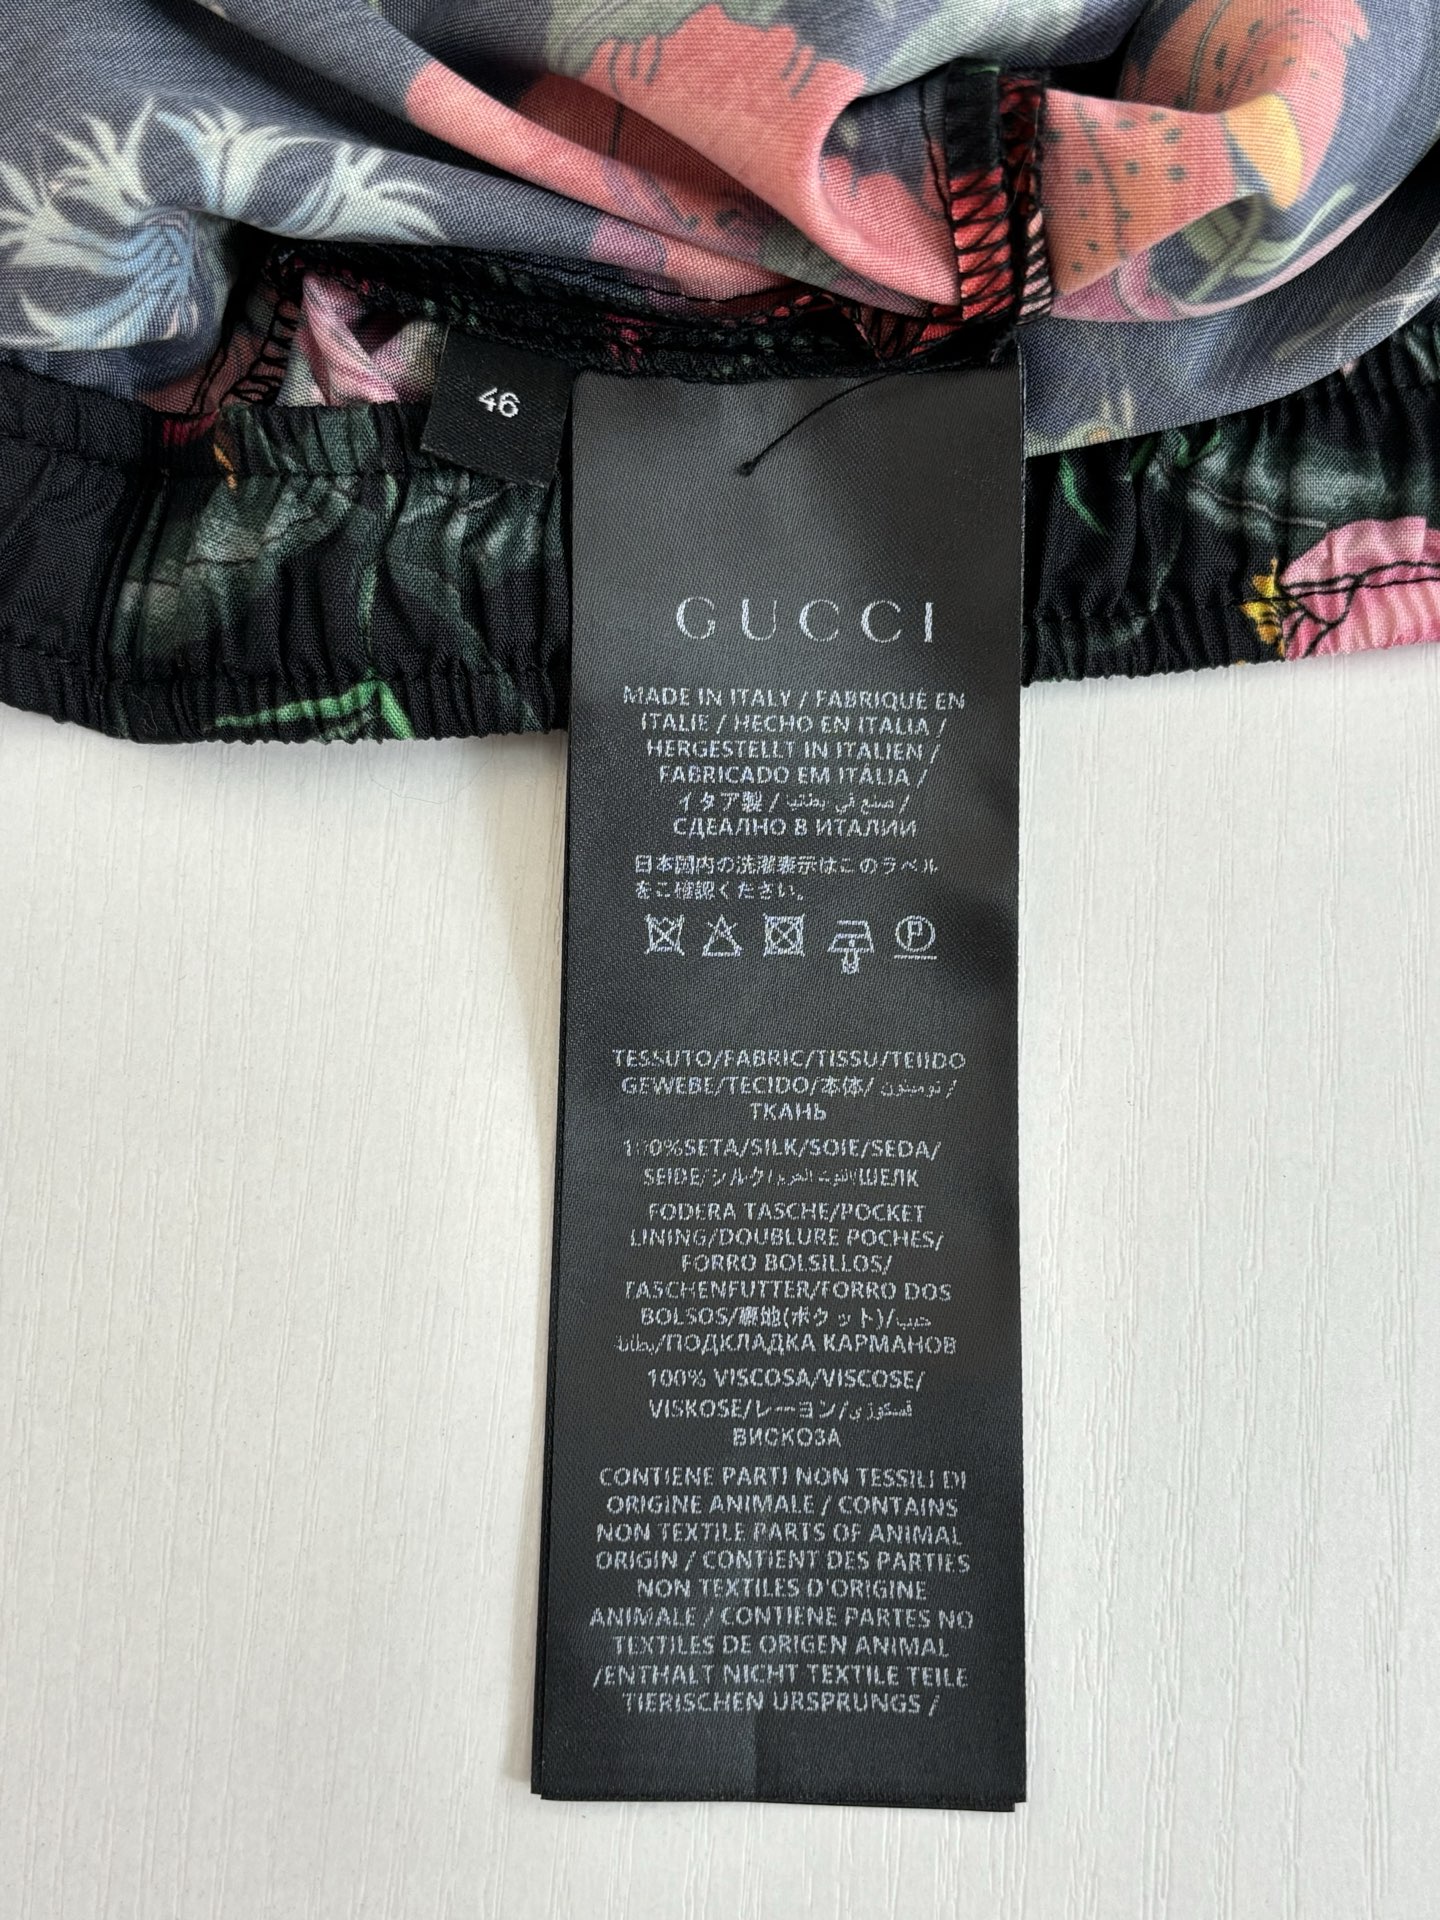 46
GUCCI
MADE IN ITALY / FABRIQUÉ EN
ITALIE / HECHO EN ITALIA /
HERGESTELLT IN ITALIEN /
FABRICADO EM ITÁLIA /
イタア製 / صنع في /
СДЕАЛНО В ИТАЛИИ
日本国内の洗濯表示はこのラベル
をご確認ください。
P
TESSUTO/FABRIC/TISSU/TEIIDO
GEWEBE/TECIDO/本体/ /
ТКАНЬ
100%SETA/SILK/SOIE/SEDA/
SEIDE/シルク/ /ШЕЛК
FODERA TASCHE/POCKET
LINING/DOUBLURE POCHES/
FORRO BOLSILLOS/
TASCHENFUTTER/FORRO DOS
BOLSOS/裏地(ポケット)/
/ПОДКЛАДКА КАРМАНОВ
100% VISCOSA/VISCOSE/
VISKOSE/レーヨン/
ВИСКОЗА
CONTIENE PARTI NON TESSILI DI
ORIGINE ANIMALE / CONTAINS
NON TEXTILE PARTS OF ANIMAL
ORIGIN / CONTIENT DES PARTIES
NON TEXTILES D'ORIGINE
ANIMALE / CONTIENE PARTES NO
TEXTILES DE ORIGEN ANIMAL
/ENTHALT NICHT TEXTILE TEILE
TIERISCHEN URSPRUNGS /